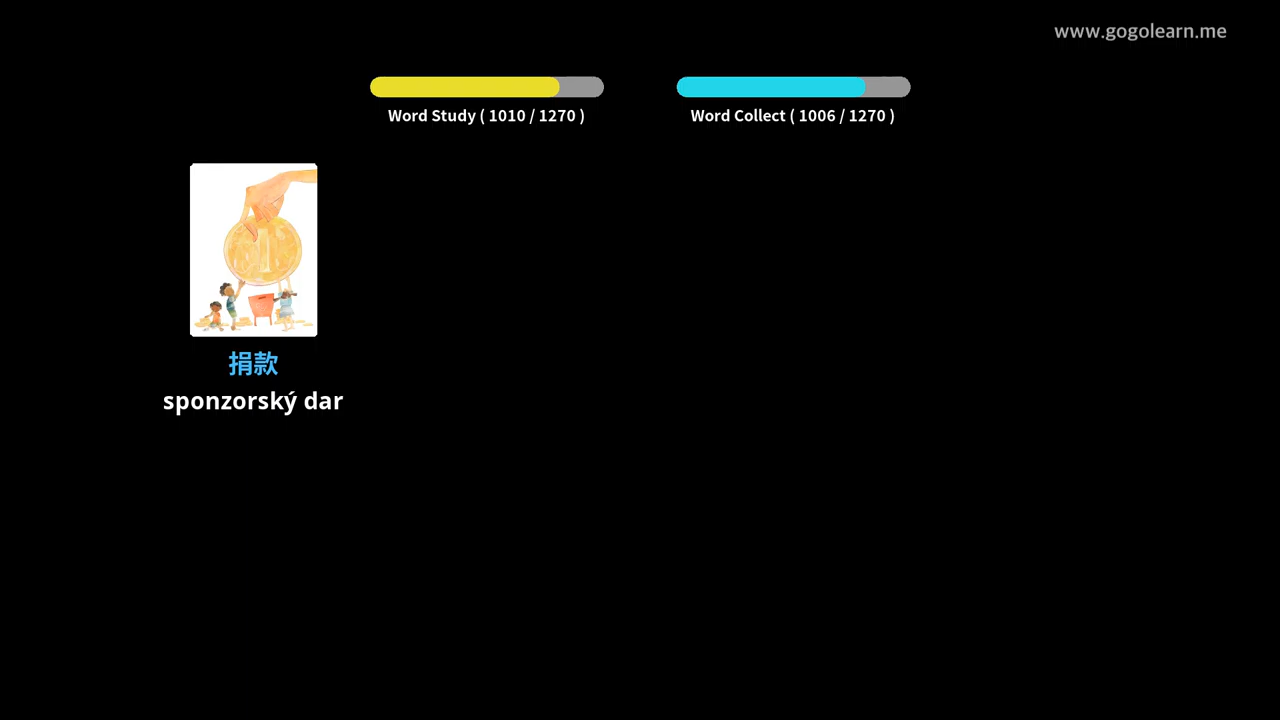 www.gogolearn.me
Word Study ( 1010 / 1270 )
Word Collect ( 1006 / 1270 )
捐款
sponzorský dar